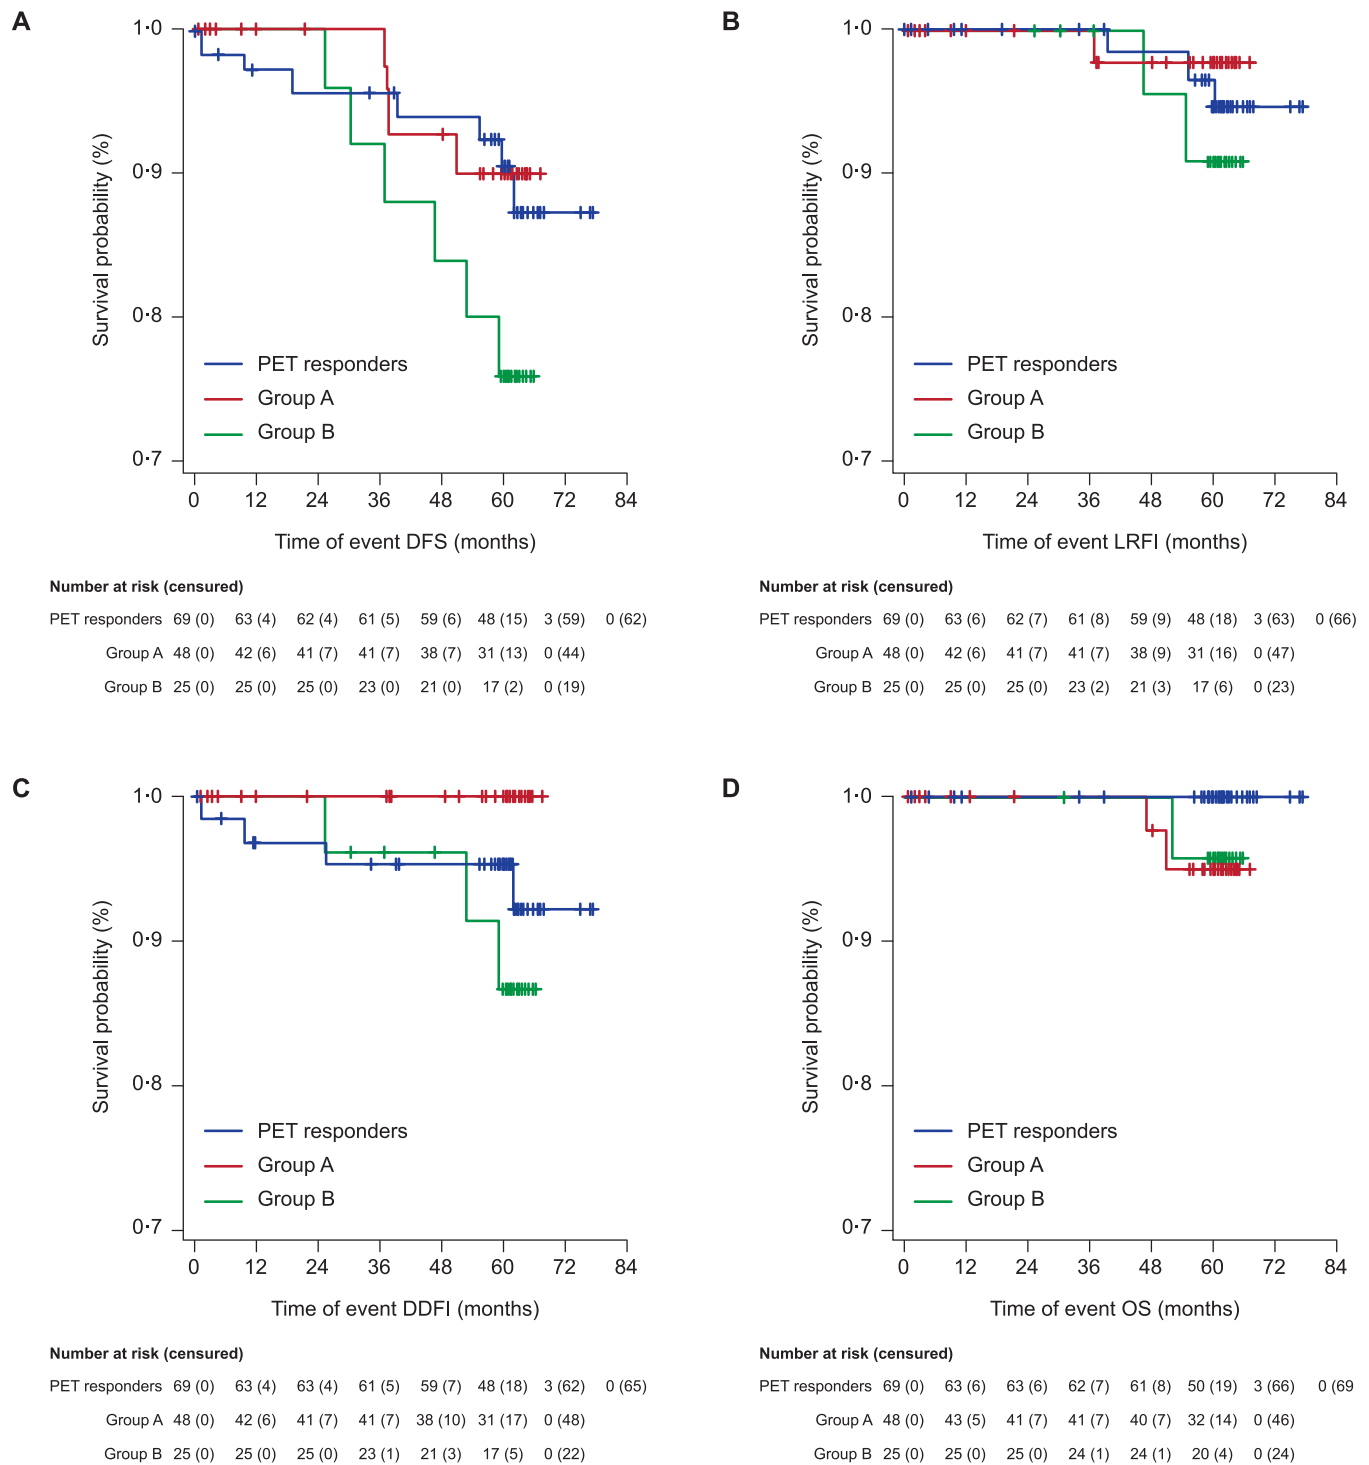 A
1·0
0·9
0·8
0·7
Survival probability (%)
PET responders
Group A
Group B
0 12 24 36 48 60 72 84
Time of event DFS (months)
Number at risk (censured)
PET responders 69 (0) 63 (4) 62 (4) 61 (5) 59 (6) 48 (15) 3 (59) 0 (62)
Group A 48 (0) 42 (6) 41 (7) 41 (7) 38 (7) 31 (13) 0 (44)
Group B 25 (0) 25 (0) 25 (0) 23 (0) 21 (0) 17 (2) 0 (19)
B
1·0
0·9
0·8
0·7
Survival probability (%)
PET responders
Group A
Group B
0 12 24 36 48 60 72 84
Time of event LRFI (months)
Number at risk (censured)
PET responders 69 (0) 63 (6) 62 (7) 61 (8) 59 (9) 48 (18) 3 (63) 0 (66)
Group A 48 (0) 42 (6) 41 (7) 41 (7) 38 (9) 31 (16) 0 (47)
Group B 25 (0) 25 (0) 25 (0) 23 (2) 21 (3) 17 (6) 0 (23)
C
1·0
0·9
0·8
0·7
Survival probability (%)
PET responders
Group A
Group B
0 12 24 36 48 60 72 84
Time of event DDFI (months)
Number at risk (censured)
PET responders 69 (0) 63 (4) 63 (4) 61 (5) 59 (7) 48 (18) 3 (62) 0 (65)
Group A 48 (0) 42 (6) 41 (7) 41 (7) 38 (10) 31 (17) 0 (48)
Group B 25 (0) 25 (0) 25 (0) 23 (1) 21 (3) 17 (5) 0 (22)
D
1·0
0·9
0·8
0·7
Survival probability (%)
PET responders
Group A
Group B
0 12 24 36 48 60 72 84
Time of event OS (months)
Number at risk (censured)
PET responders 69 (0) 63 (6) 63 (6) 62 (7) 61 (8) 50 (19) 3 (66) 0 (69
Group A 48 (0) 43 (5) 41 (7) 41 (7) 40 (7) 32 (14) 0 (46)
Group B 25 (0) 25 (0) 25 (0) 24 (1) 24 (1) 20 (4) 0 (24)